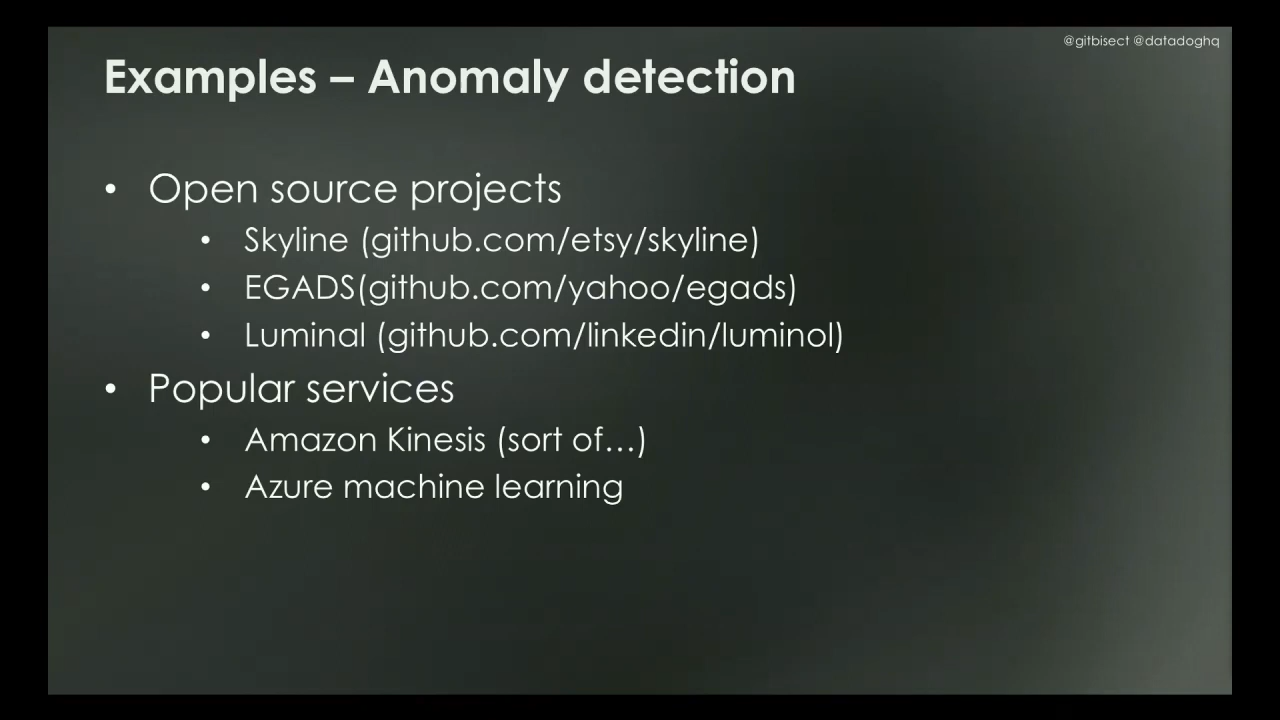 @gitbisect @datadoghq
Examples – Anomaly detection
• Open source projects
• Skyline (github.com/etsy/skyline)
• EGADS(github.com/yahoo/egads)
• Luminal (github.com/linkedin/luminol)
• Popular services
• Amazon Kinesis (sort of…)
• Azure machine learning